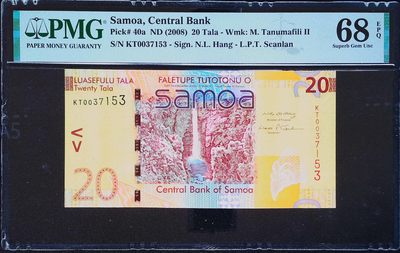 PMG
PAPER MONEY GUARANTY
Samoa, Central Bank
Pick# 40a ND (2008) 20 Tala - Wmk: M. Tanumafili II
S/N KT0037153 - Sign. N.L. Hang - L.P.T. Scanlan
68 EPQ
Superb Gem Unc
LUASEFULU TALA
Twenty Tala
FALETUPE TUTOTONU O
samoa
20
KT0037153
KT0037153
20
Central Bank of Samoa